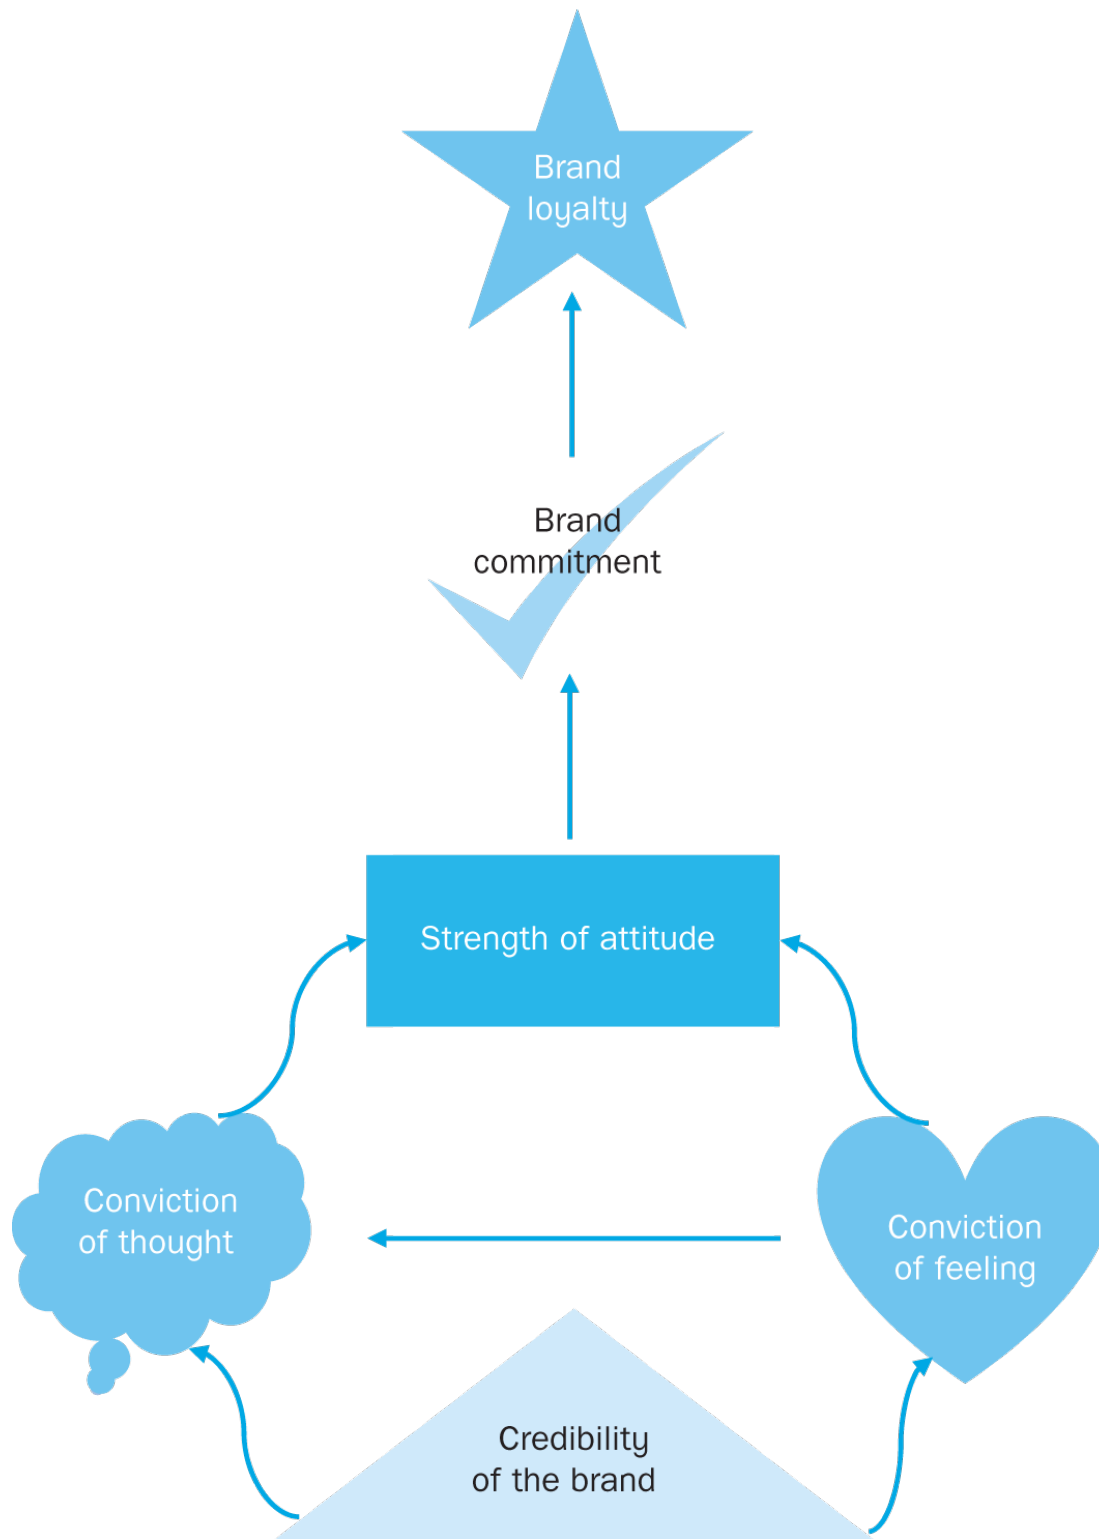 Brand
loyalty
Brand
commitment
Strength of attitude
Conviction
of thought
Conviction
of feeling
Credibility
of the brand